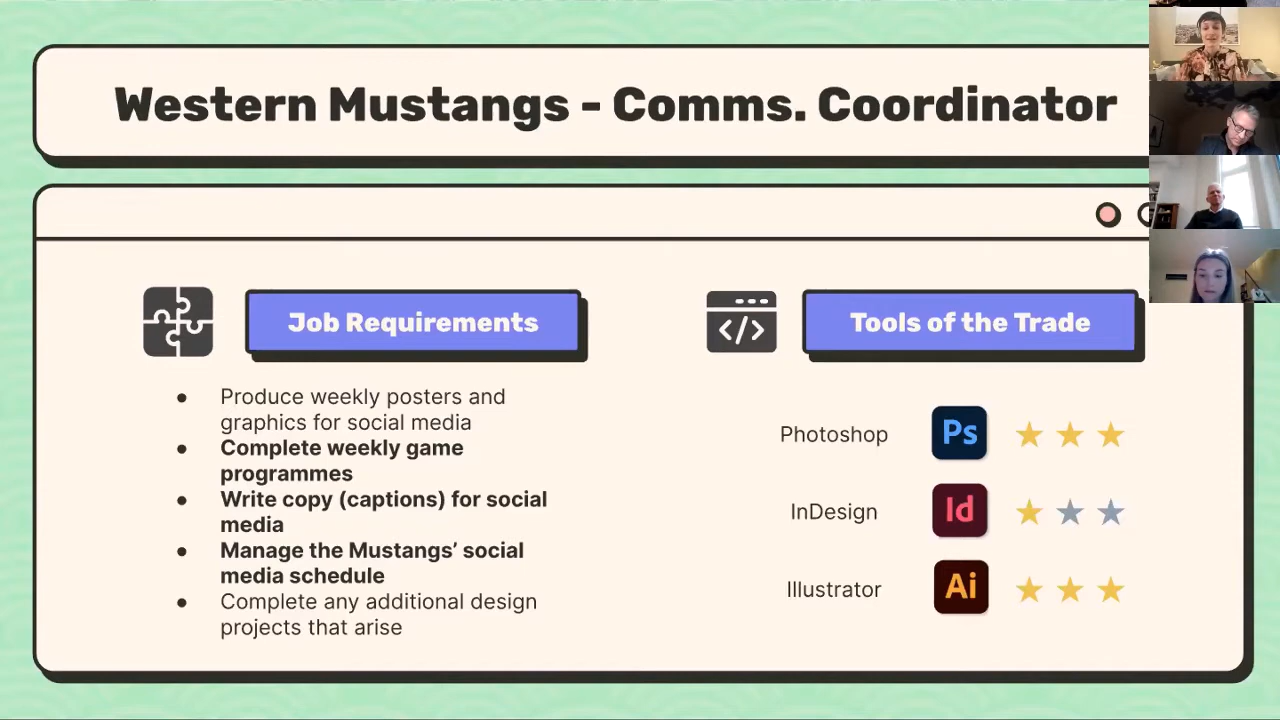 Western Mustangs - Comms. Coordinator
Job Requirements
● Produce weekly posters and
graphics for social media
● Complete weekly game
programmes
● Write copy (captions) for social
media
● Manage the Mustangs’ social
media schedule
● Complete any additional design
projects that arise
Tools of the Trade
Photoshop Ps
InDesign Id
Illustrator Ai